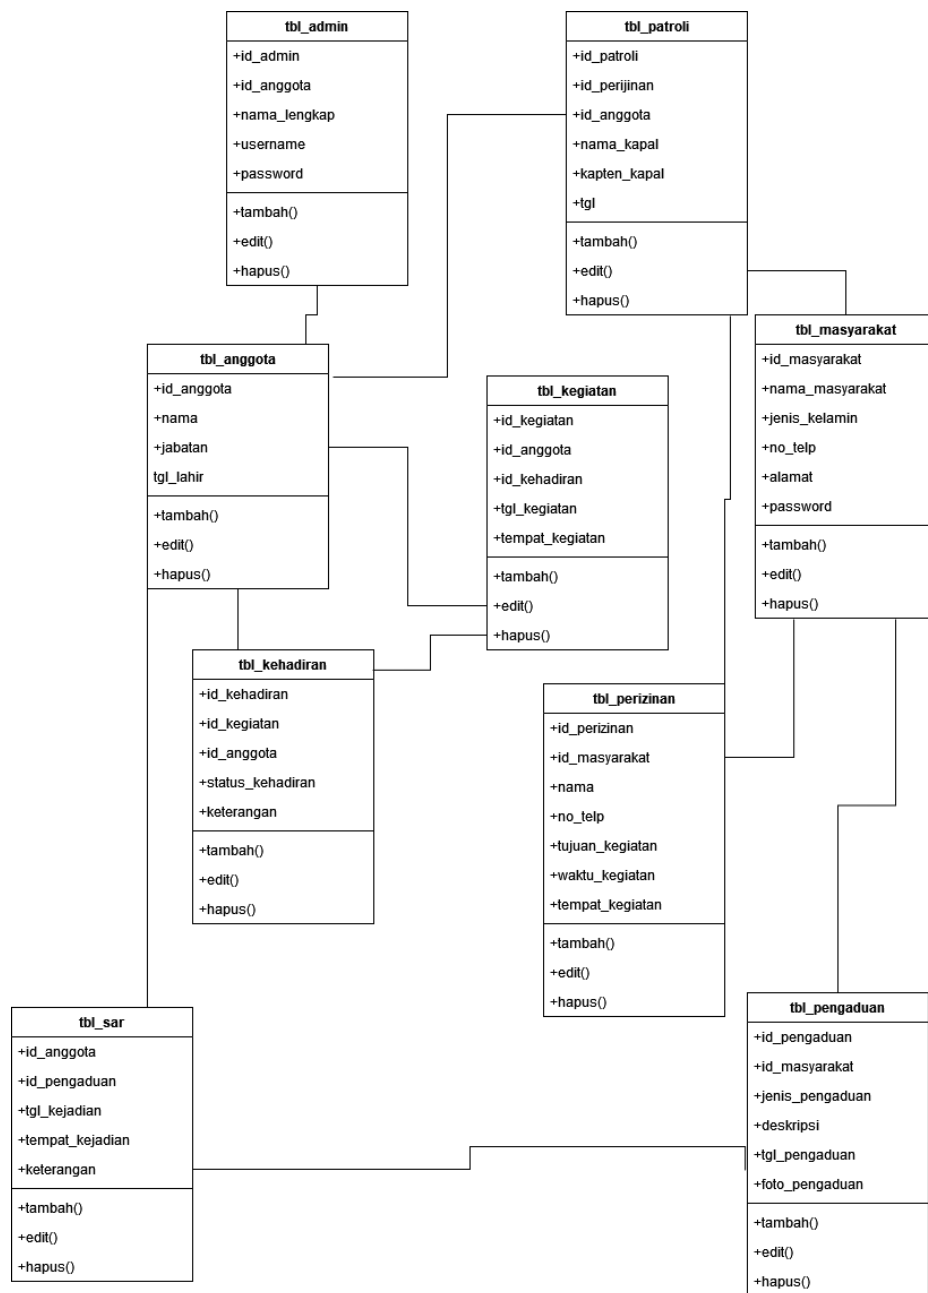 tbl_admin
+id_admin
+id_anggota
+nama_lengkap
+username
+password
+tambah()
+edit()
+hapus()
tbl_patroli
+id_patroli
+id_perijinan
+id_anggota
+nama_kapal
+kapten_kapal
+tgl
+tambah()
+edit()
+hapus()
tbl_masyarakat
+id_masyarakat
+nama_masyarakat
+jenis_kelamin
+no_telp
+alamat
+password
+tambah()
+edit()
+hapus()
tbl_anggota
+id_anggota
+nama
+jabatan
tgl_lahir
+tambah()
+edit()
+hapus()
tbl_kegiatan
+id_kegiatan
+id_anggota
+id_kehadiran
+tgl_kegiatan
+tempat_kegiatan
+tambah()
+edit()
+hapus()
tbl_kehadiran
+id_kehadiran
+id_kegiatan
+id_anggota
+status_kehadiran
+keterangan
+tambah()
+edit()
+hapus()
tbl_perizinan
+id_perizinan
+id_masyarakat
+nama
+no_telp
+tujuan_kegiatan
+waktu_kegiatan
+tempat_kegiatan
+tambah()
+edit()
+hapus()
tbl_sar
+id_anggota
+id_pengaduan
+tgl_kejadian
+tempat_kejadian
+keterangan
+tambah()
+edit()
+hapus()
tbl_pengaduan
+id_pengaduan
+id_masyarakat
+jenis_pengaduan
+deskripsi
+tgl_pengaduan
+foto_pengaduan
+tambah()
+edit()
+hapus()